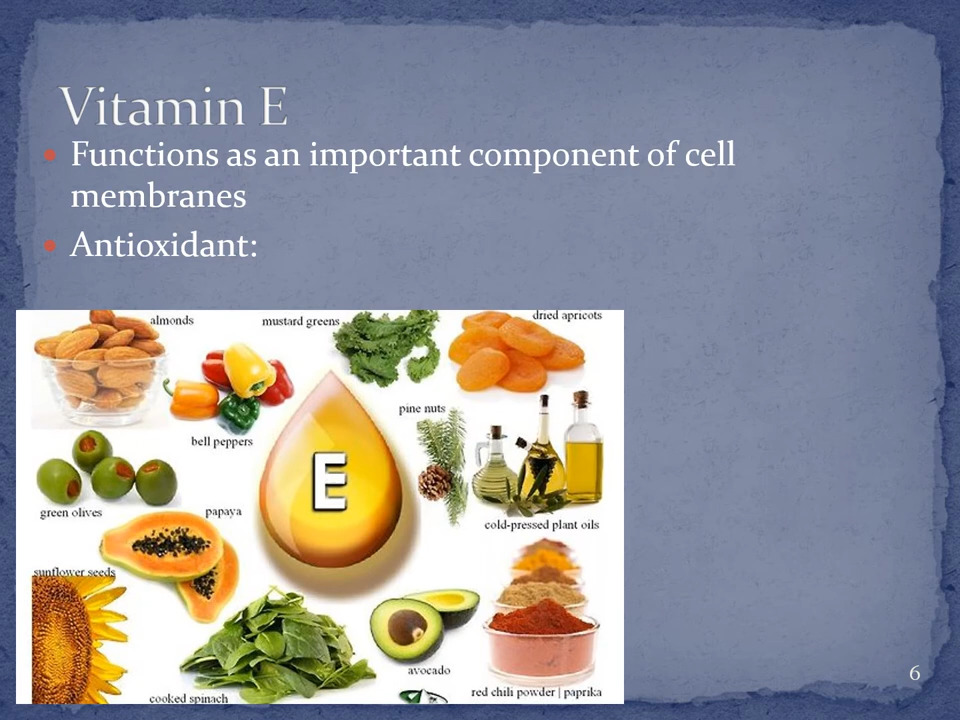 Vitamin E
Functions as an important component of cell
membranes
Antioxidant:
almonds
mustard greens
dried apricots
bell peppers
pine nuts
E
green olives
papaya
cold-pressed plant oils
sunflower seeds
avocado
cooked spinach
red chili powder | paprika
6